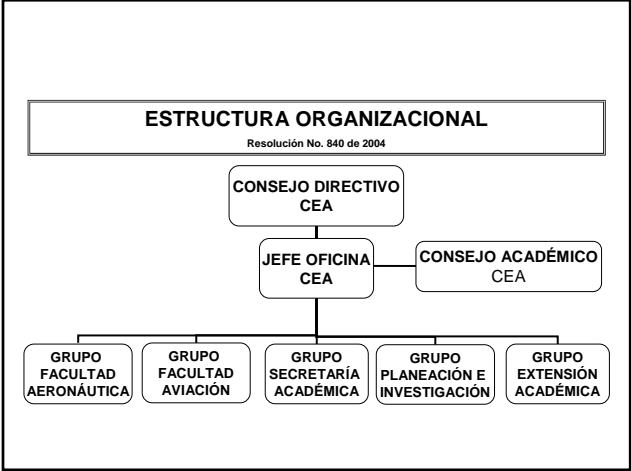 ESTRUCTURA ORGANIZACIONAL
Resolución No. 840 de 2004
CONSEJO DIRECTIVO
CEA
JEFE OFICINA
CEA
CONSEJO ACADÉMICO
CEA
GRUPO
FACULTAD
AERONÁUTICA
GRUPO
FACULTAD
AVIACIÓN
GRUPO
SECRETARÍA
ACADÉMICA
GRUPO
PLANEACIÓN E
INVESTIGACIÓN
GRUPO
EXTENSIÓN
ACADÉMICA